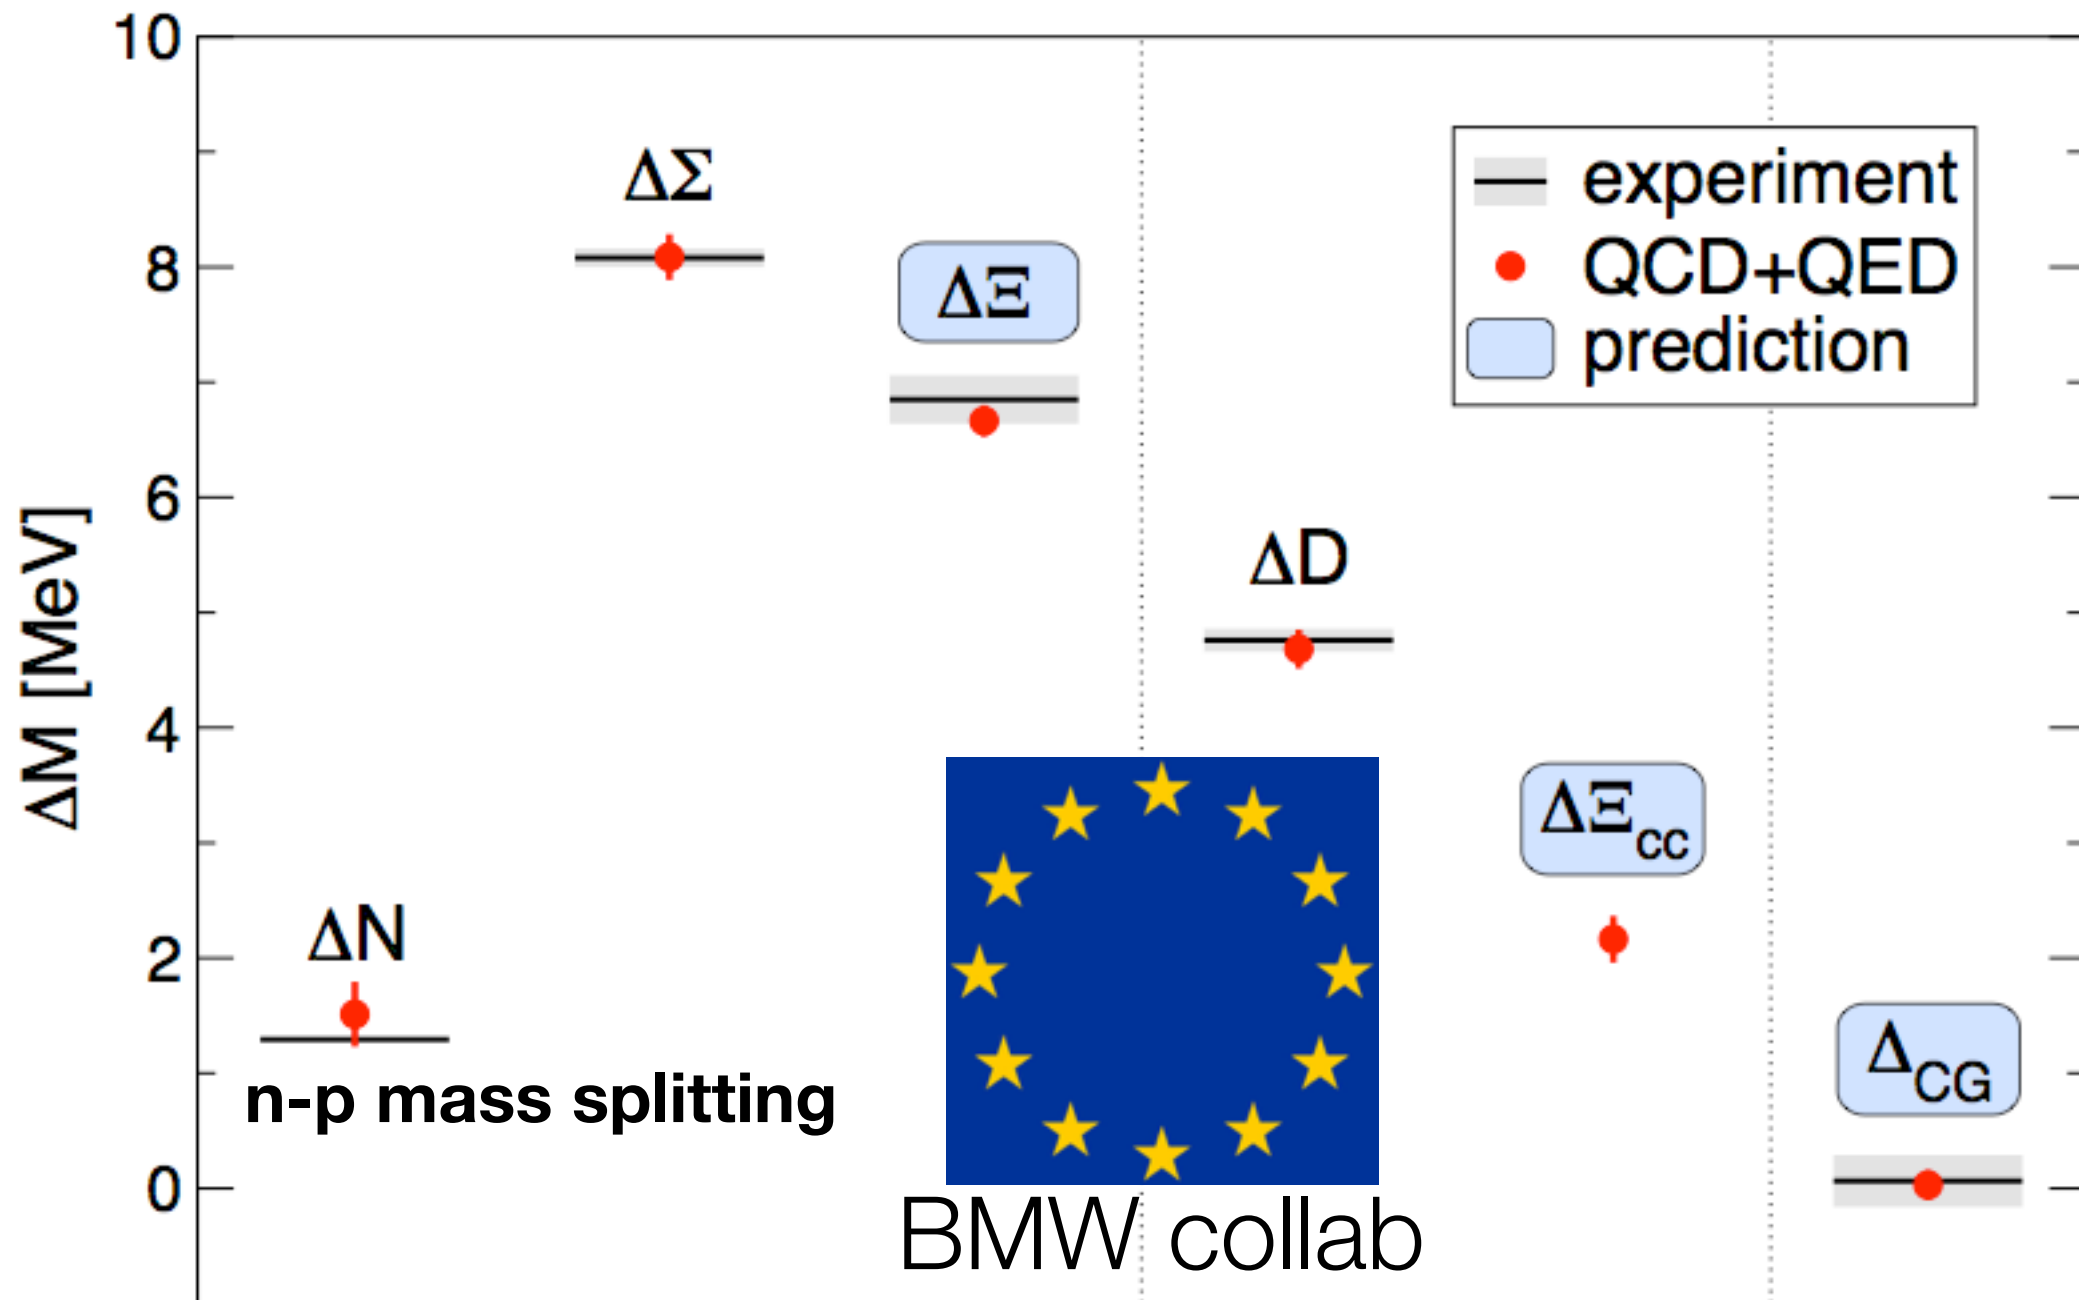 10
8
6
4
2
0
ΔM [MeV]
ΔN
n-p mass splitting
ΔΣ
ΔΞ
ΔD
ΔΞcc
ΔCG
experiment
QCD+QED
prediction
BMW collab